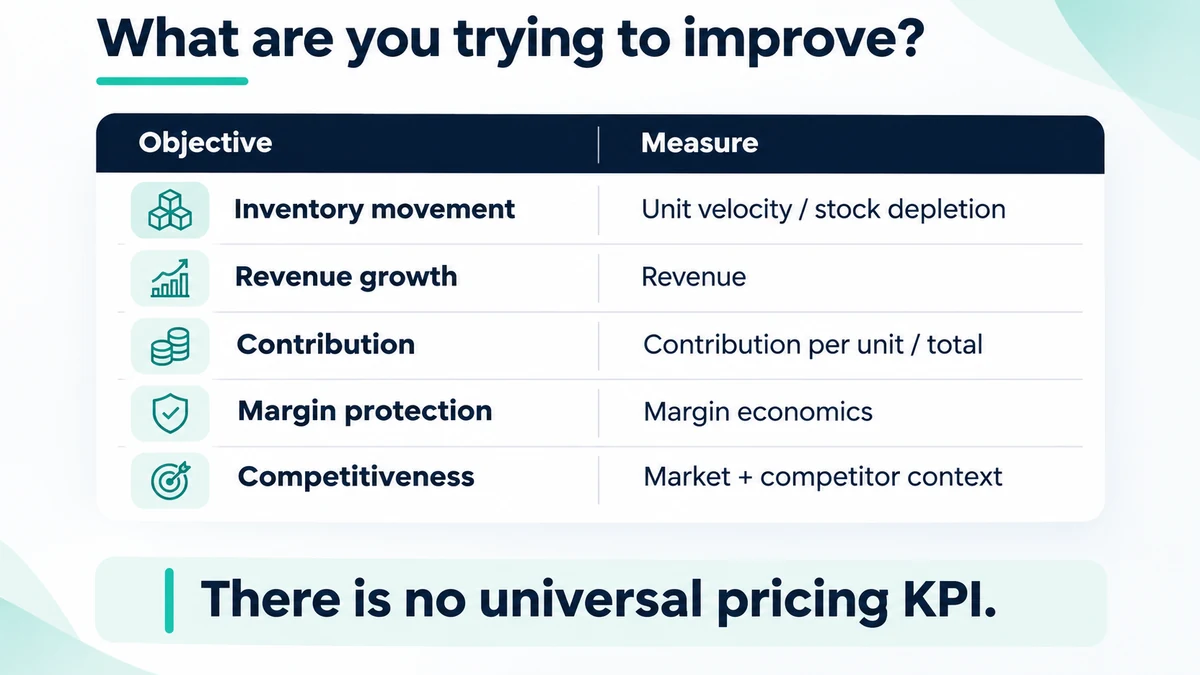 What are you trying to improve?
Objective Measure
Inventory movement Unit velocity / stock depletion
Revenue growth Revenue
Contribution Contribution per unit / total
Margin protection Margin economics
Competitiveness Market + competitor context
There is no universal pricing KPI.